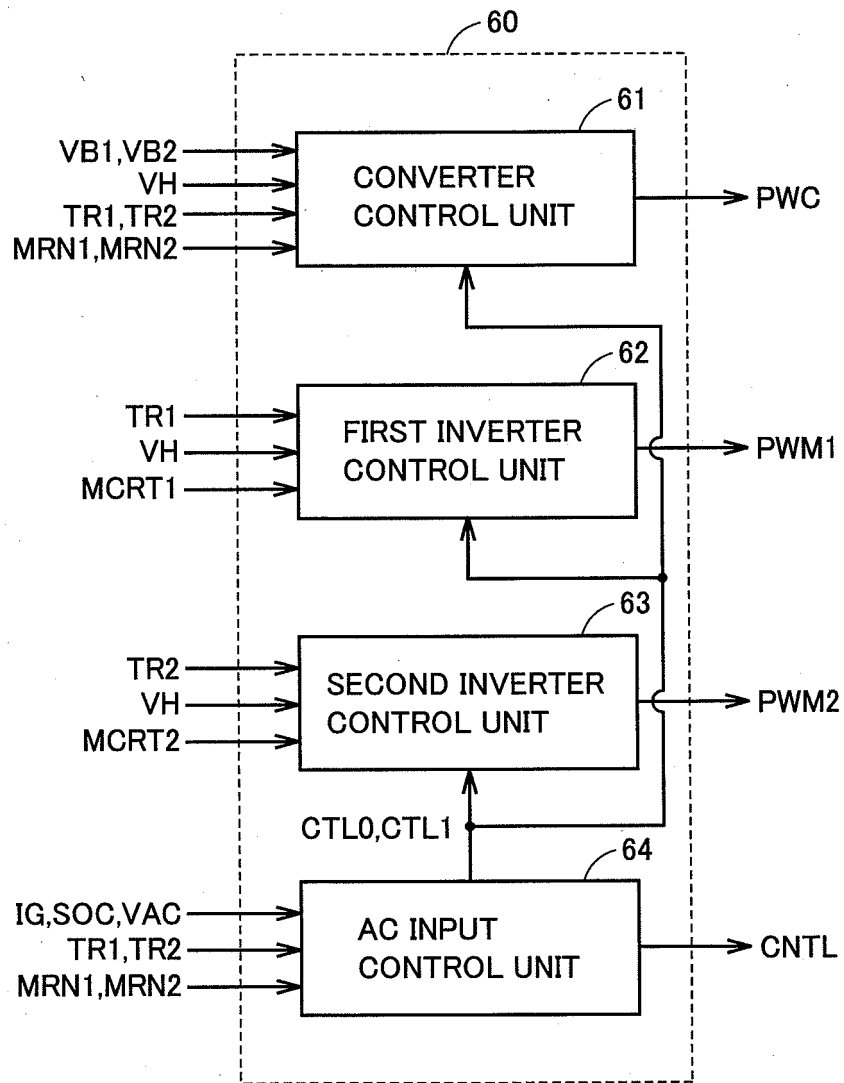 60
61
VB1,VB2
VH
TR1,TR2
MRN1,MRN2
CONVERTER
CONTROL UNIT
PWC
62
TR1
VH
MCRT1
FIRST INVERTER
CONTROL UNIT
PWM1
63
TR2
VH
MCRT2
SECOND INVERTER
CONTROL UNIT
PWM2
CTL0,CTL1
64
IG,SOC,VAC
TR1,TR2
MRN1,MRN2
AC INPUT
CONTROL UNIT
CNTL